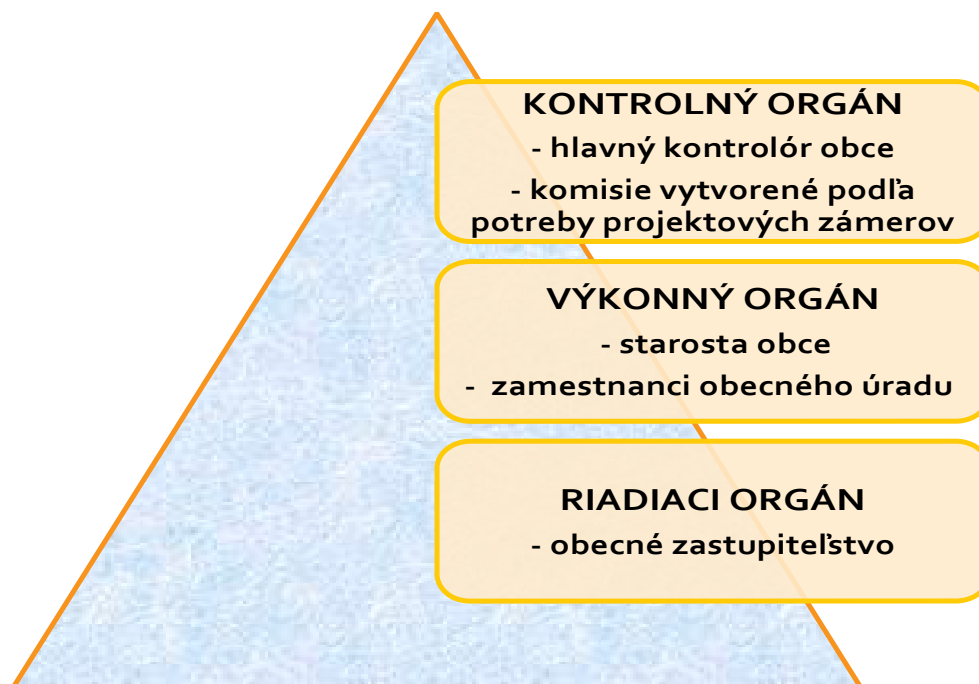 KONTROLNÝ ORGÁN
- hlavný kontrolór obce
- komisie vytvorené podľa
potreby projektových zámerov
VÝKONNÝ ORGÁN
- starosta obce
- zamestnanci obecného úradu
RIADIACI ORGÁN
- obecné zastupiteľstvo